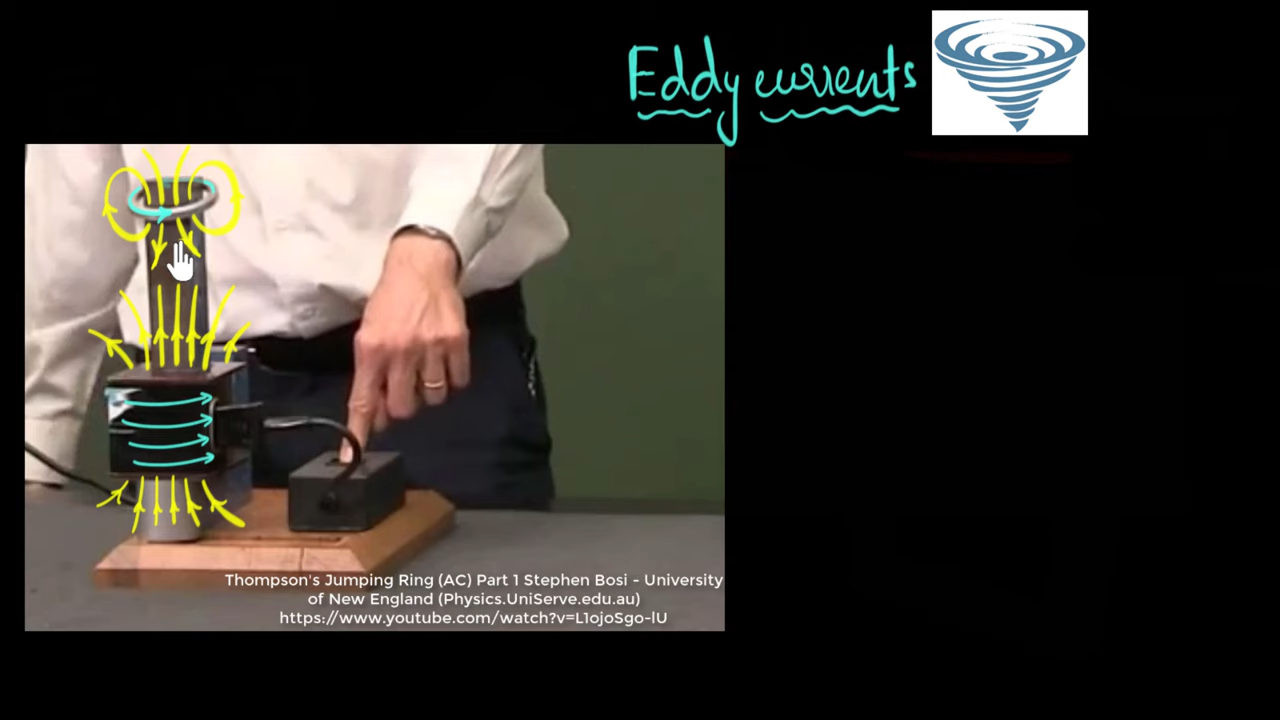 Eddy currents
Thompson's Jumping Ring (AC) Part 1 Stephen Bosi - University
of New England (Physics.UniServe.edu.au)
https://www.youtube.com/watch?v=L1ojoSgo-lU